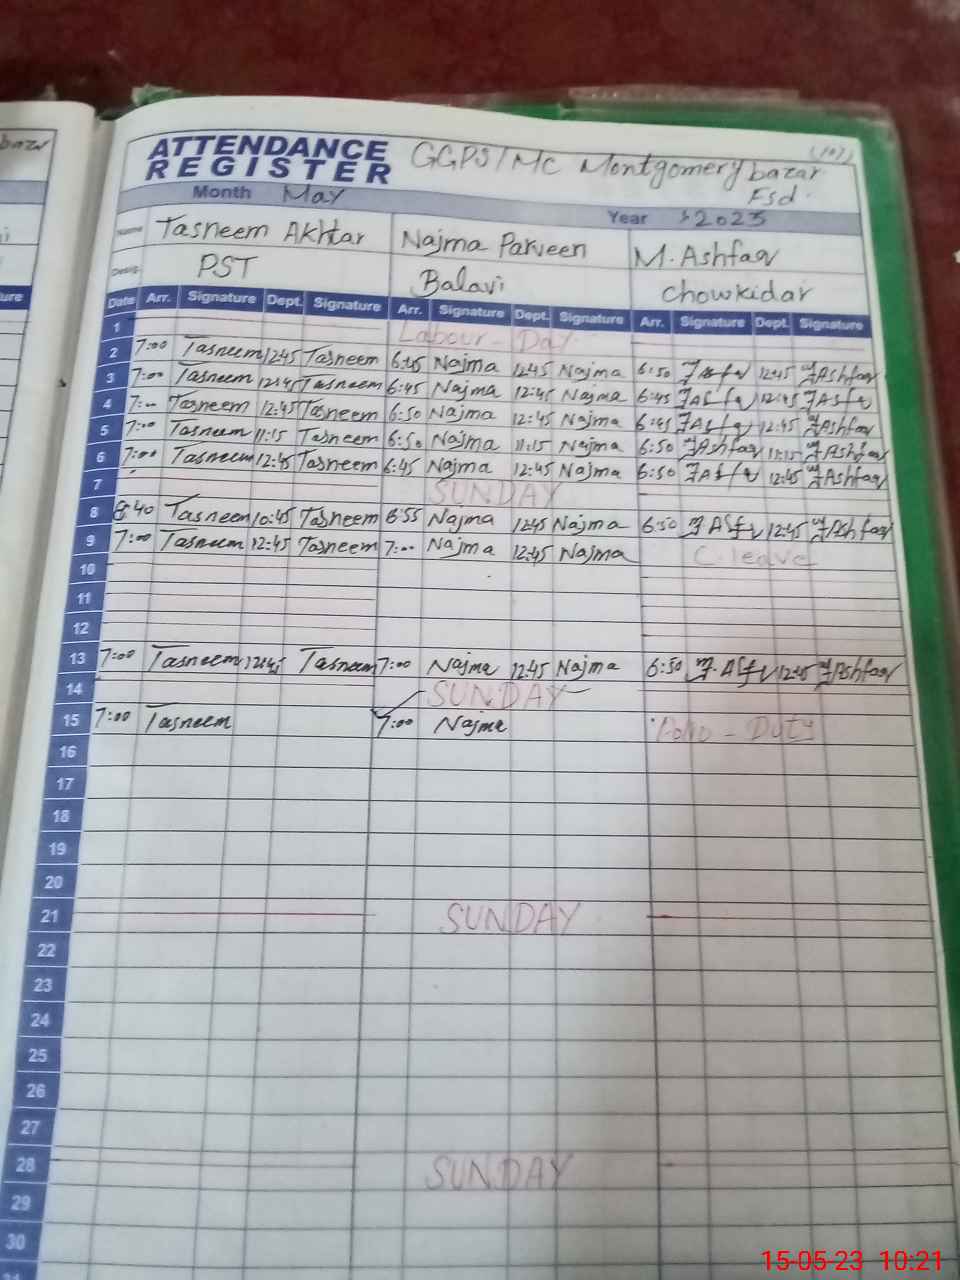 (107)
ATTENDANCE REGISTER GGPS/MC Montgomery bazar Fsd.
Month May Year 2023
Name Tasneem Akhtar Najma Parveen M. Ashfaq
Desig. PST Balavi Chowkidar
Date Arr. Signature Dept. Signature Arr. Signature Dept. Signature Arr. Signature Dept. Signature
1 Labour - Day
2 7:00 Tasneem 12:45 Tasneem 6:45 Najma 12:45 Najma 6:50 12:45 Ashfaq
3 7:00 Tasneem 12:45 Tasneem 6:45 Najma 12:45 Najma 6:45 12:45
4 7:00 Tasneem 12:45 Tasneem 6:50 Najma 12:45 Najma 6:45 12:45 Ashfaq
5 7:00 Tasneem 11:15 Tasneem 6:50 Najma 11:15 Najma 6:50 Ashfaq 11:15 Ashfaq
6 7:00 Tasneem 12:45 Tasneem 6:45 Najma 12:45 Najma 6:50 12:45 Ashfaq
7 SUNDAY
8 6:40 Tasneem 10:45 Tasneem 6:55 Najma 12:45 Najma 6:50 12:45 Ashfaq
9 7:00 Tasneem 12:45 Tasneem 7:00 Najma 12:45 Najma C.leave
10
11
12
13 7:00 Tasneem 12:45 Tasneem 7:00 Najma 12:45 Najma 6:50 12:45 Ashfaq
14 SUNDAY
15 7:00 Tasneem 7:00 Najma Duty
16
17
18
19
20
21 SUNDAY
22
23
24
25
26
27
28 SUNDAY
29
30
15-05-23 10:21